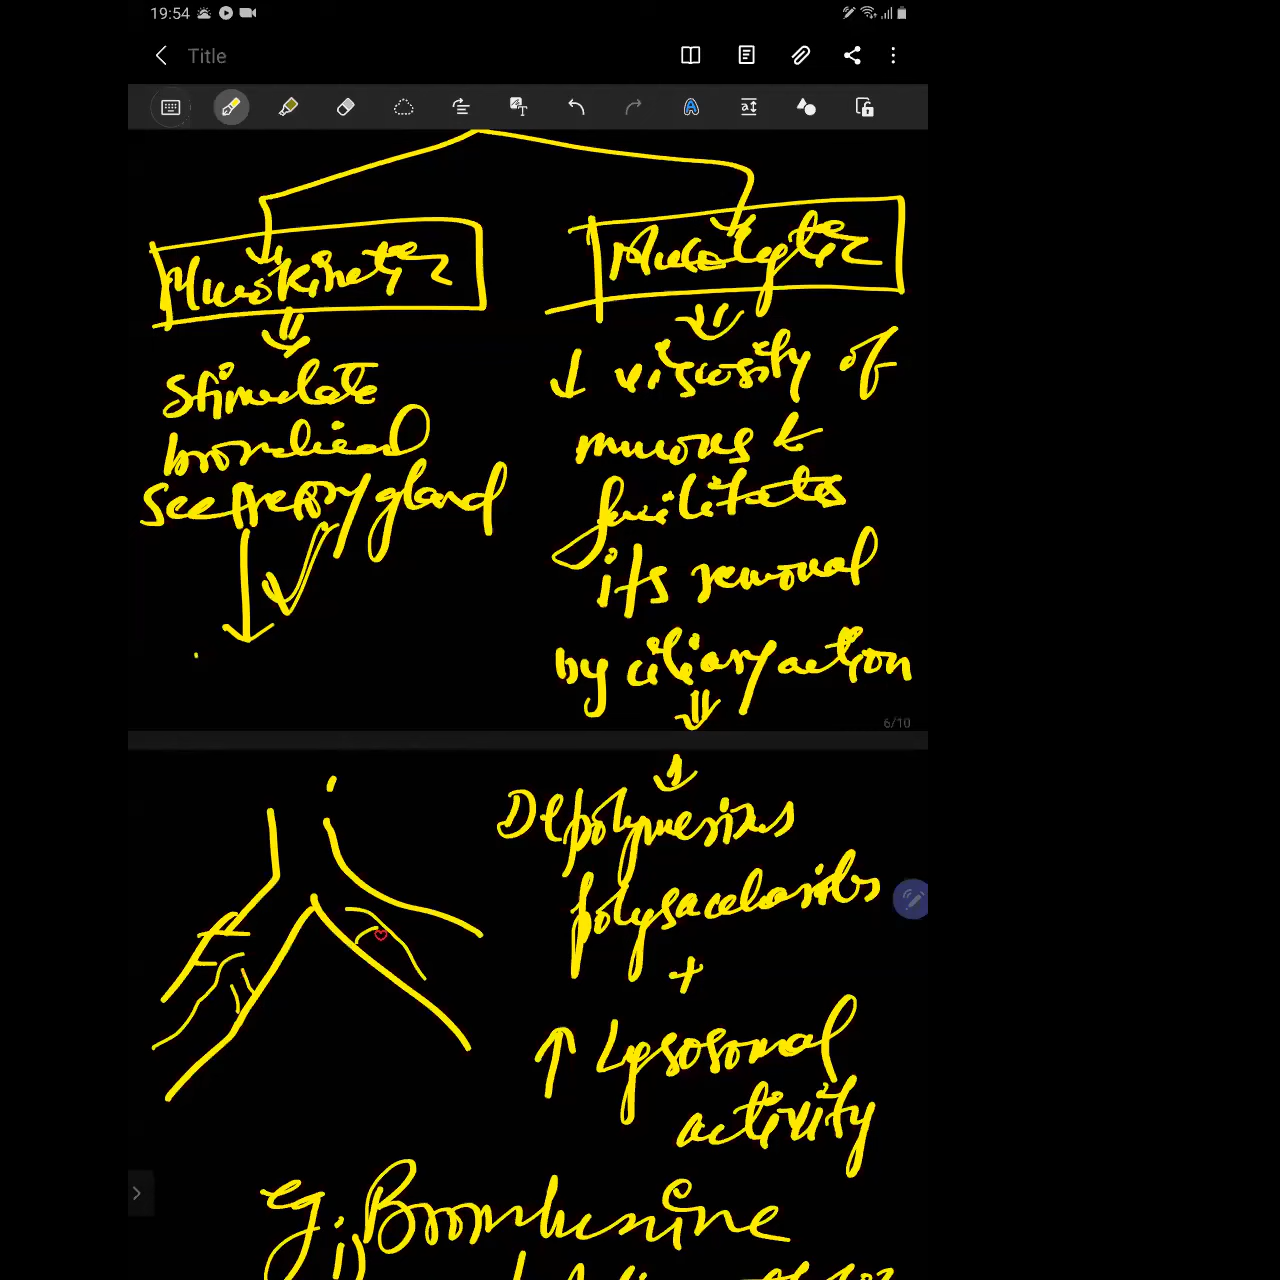 19:54
Title
Mucokinetic
Mucolytic
Stimulate
bronchial
secretory gland
↓ viscosity of
mucous &
facilitates
its removal
by ciliary action
6/10
Depolymerizes
polysaccharides
+
↑ Lysosomal
activity
eg; Bromhexine
i)